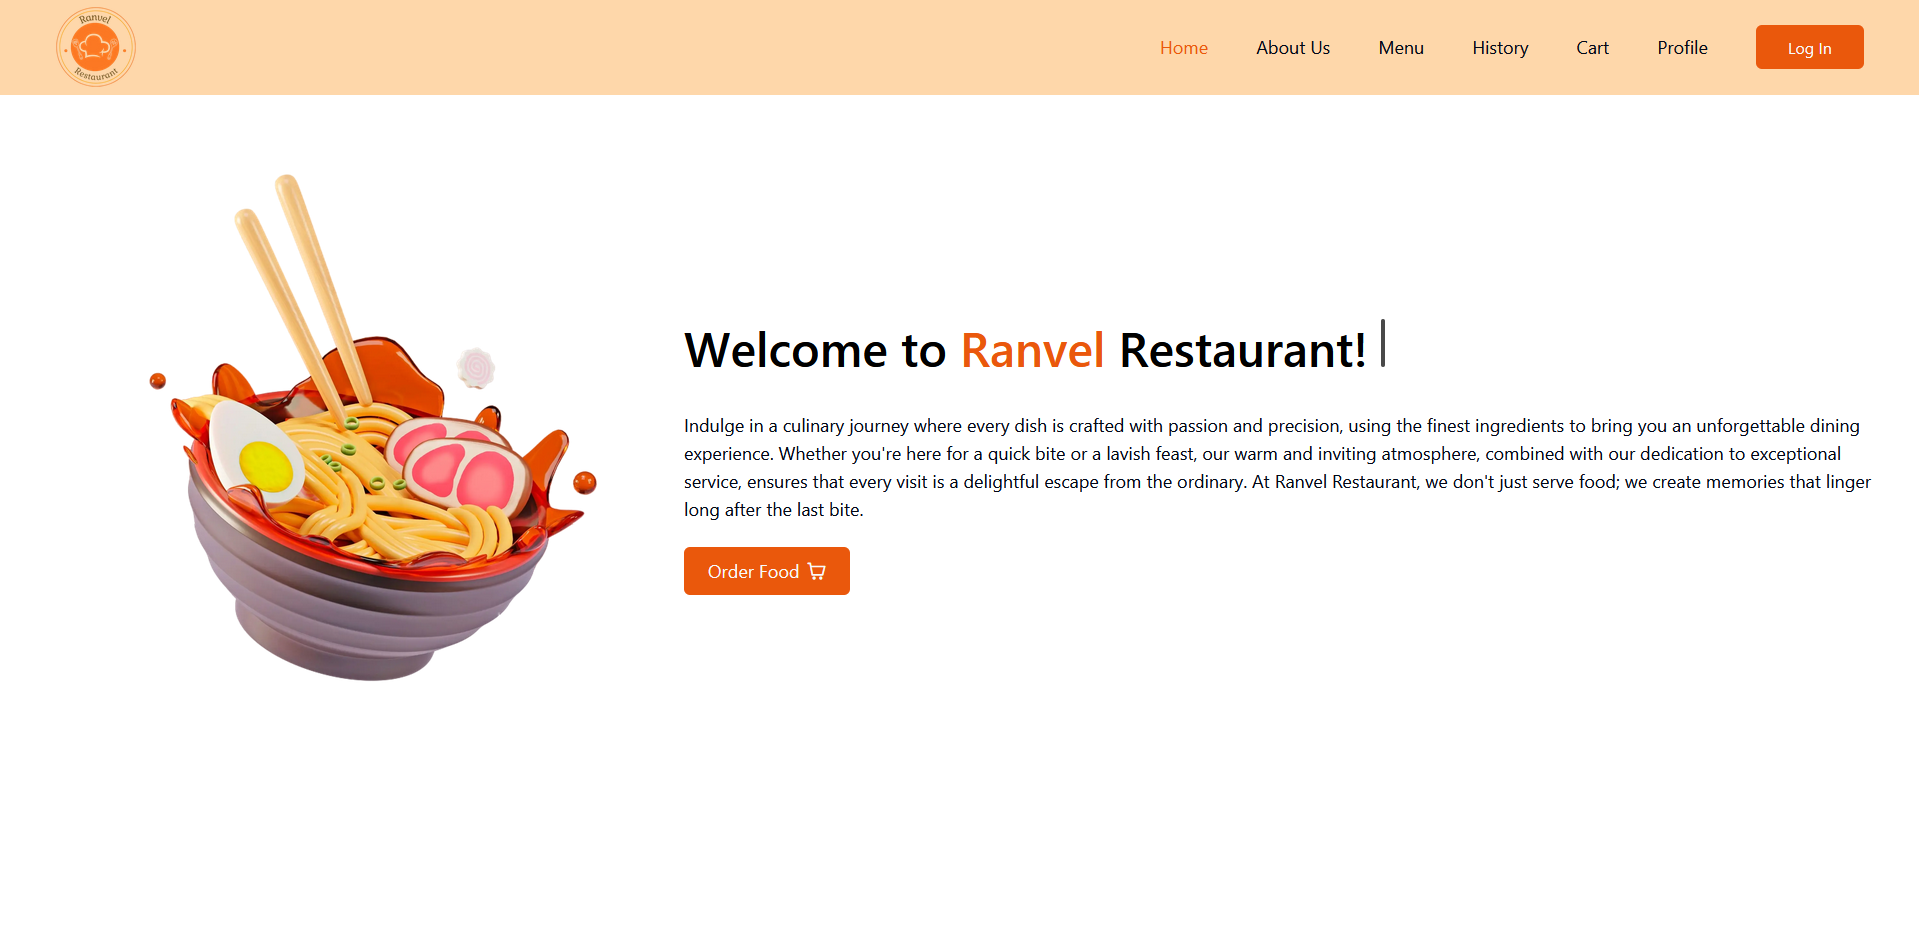 Ranvel
Restaurant
Home About Us Menu History Cart Profile Log In
Welcome to Ranvel Restaurant!
Indulge in a culinary journey where every dish is crafted with passion and precision, using the finest ingredients to bring you an unforgettable dining
experience. Whether you're here for a quick bite or a lavish feast, our warm and inviting atmosphere, combined with our dedication to exceptional
service, ensures that every visit is a delightful escape from the ordinary. At Ranvel Restaurant, we don't just serve food; we create memories that linger
long after the last bite.
Order Food